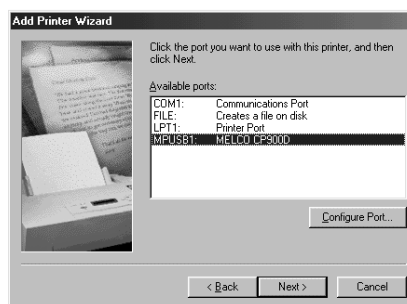 Add Printer Wizard
Click the port you want to use with this printer, and then
click Next.
Available ports:
COM1: Communications Port
FILE: Creates a file on disk
LPT1: Printer Port
MPUSB1: MELCO CP900D
Configure Port...
< Back
Next >
Cancel